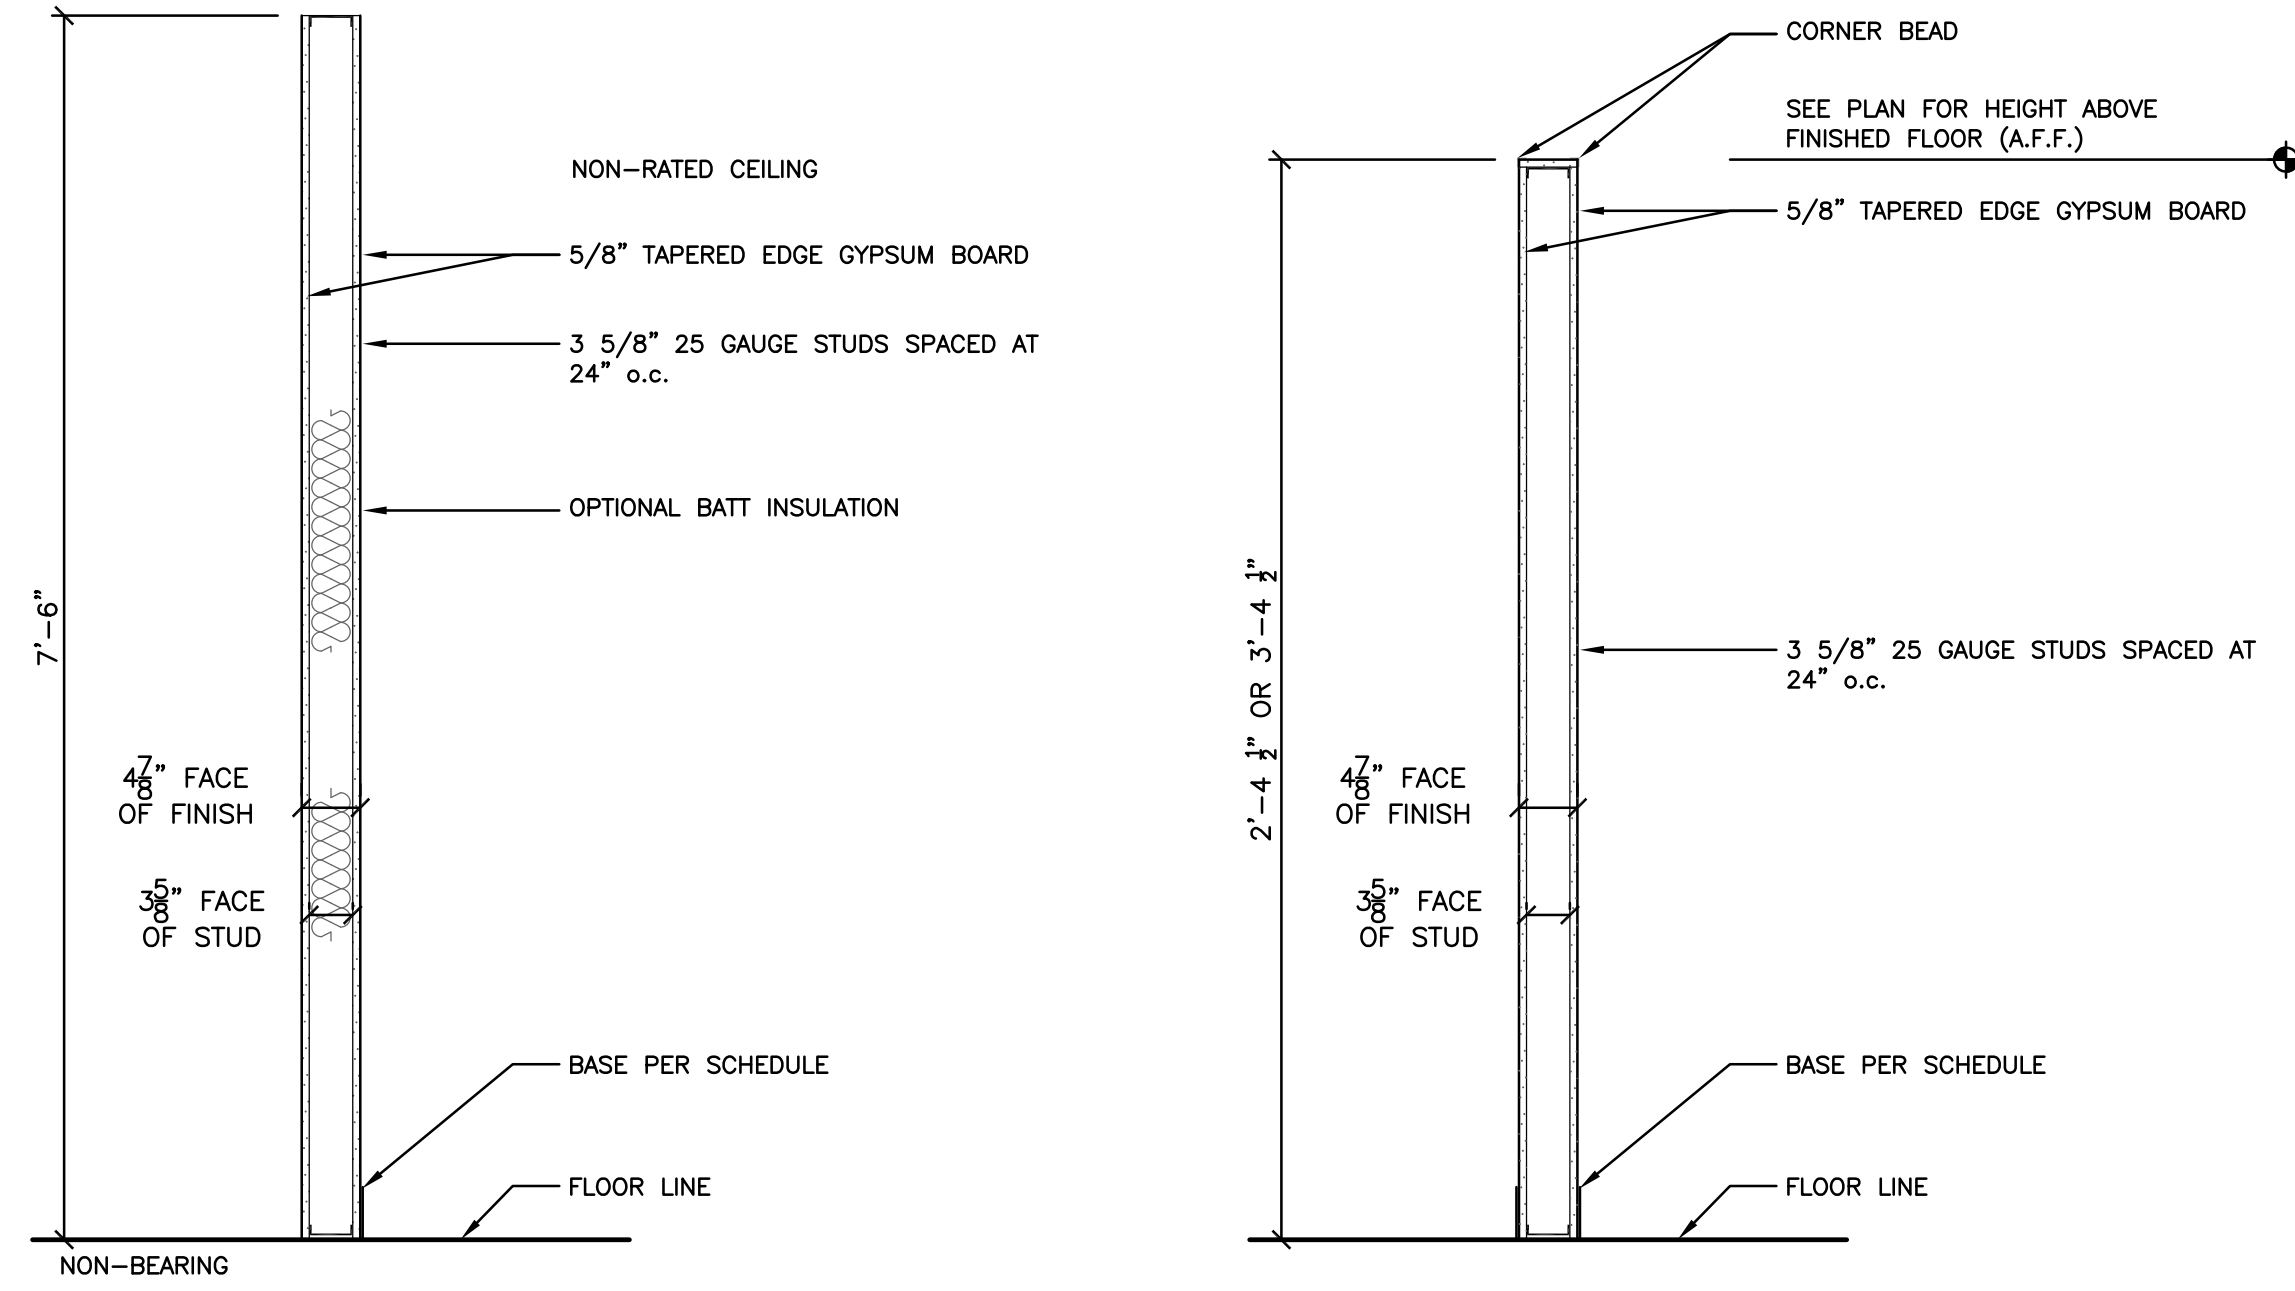 NON-RATED CEILING
5/8" TAPERED EDGE GYPSUM BOARD
3 5/8" 25 GAUGE STUDS SPACED AT
24" o.c.
OPTIONAL BATT INSULATION
7'-6"
4 7/8" FACE
OF FINISH
3 5/8" FACE
OF STUD
BASE PER SCHEDULE
FLOOR LINE
NON-BEARING
CORNER BEAD
SEE PLAN FOR HEIGHT ABOVE
FINISHED FLOOR (A.F.F.)
5/8" TAPERED EDGE GYPSUM BOARD
2'-4 1/2" OR 3'-4 1/2"
3 5/8" 25 GAUGE STUDS SPACED AT
24" o.c.
4 7/8" FACE
OF FINISH
3 5/8" FACE
OF STUD
BASE PER SCHEDULE
FLOOR LINE